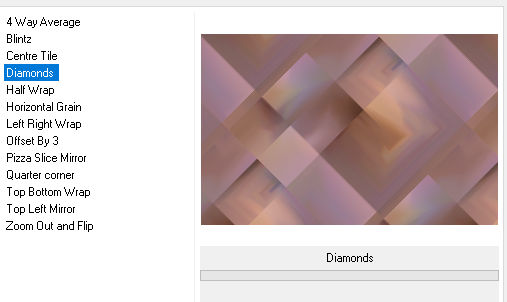 4 Way Average
Blintz
Centre Tile
Diamonds
Half Wrap
Horizontal Grain
Left Right Wrap
Offset By 3
Pizza Slice Mirror
Quarter corner
Top Bottom Wrap
Top Left Mirror
Zoom Out and Flip
Diamonds